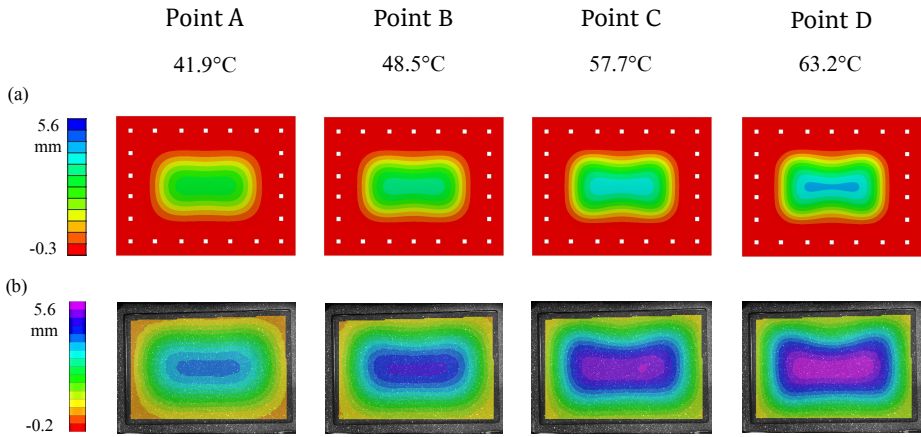 Point A Point B Point C Point D
41.9°C 48.5°C 57.7°C 63.2°C
(a)
5.6
mm
-0.3
(b)
5.6
mm
-0.2